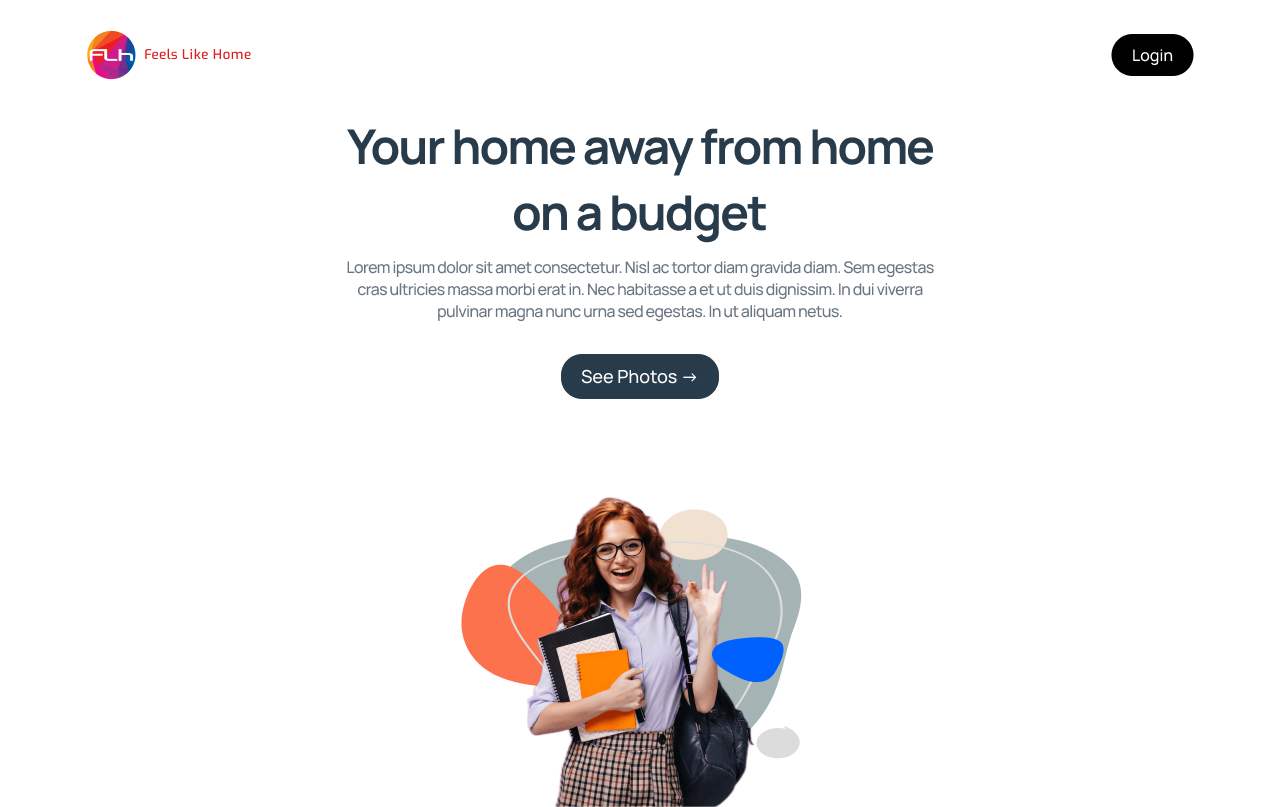 FLh Feels Like Home
Login
Your home away from home
on a budget
Lorem ipsum dolor sit amet consectetur. Nisl ac tortor diam gravida diam. Sem egestas
cras ultricies massa morbi erat in. Nec habitasse a et ut duis dignissim. In dui viverra
pulvinar magna nunc urna sed egestas. In ut aliquam netus.
See Photos →